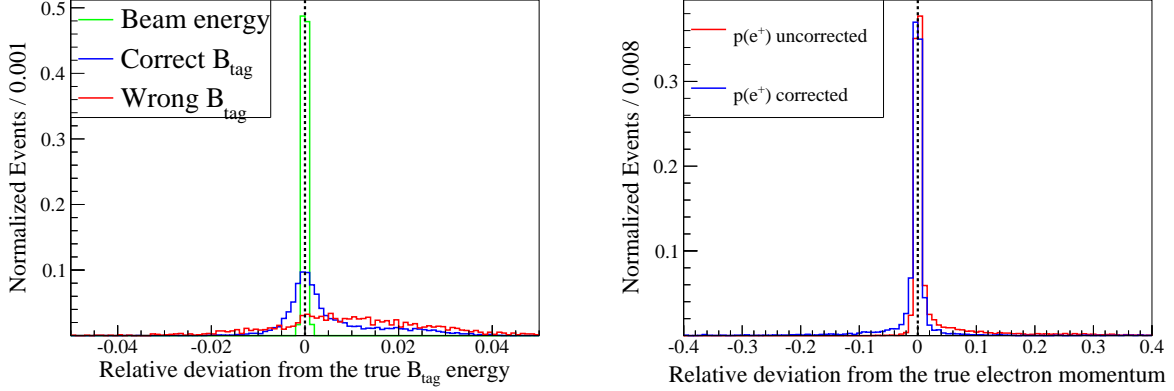 Normalized Events / 0.001
0.5
0.4
0.3
0.2
0.1
Beam energy
Correct B_tag
Wrong B_tag
-0.04 -0.02 0 0.02 0.04
Relative deviation from the true B_tag energy
Normalized Events / 0.008
0.3
0.2
0.1
0
p(e⁺) uncorrected
p(e⁺) corrected
-0.4 -0.3 -0.2 -0.1 0 0.1 0.2 0.3 0.4
Relative deviation from the true electron momentum